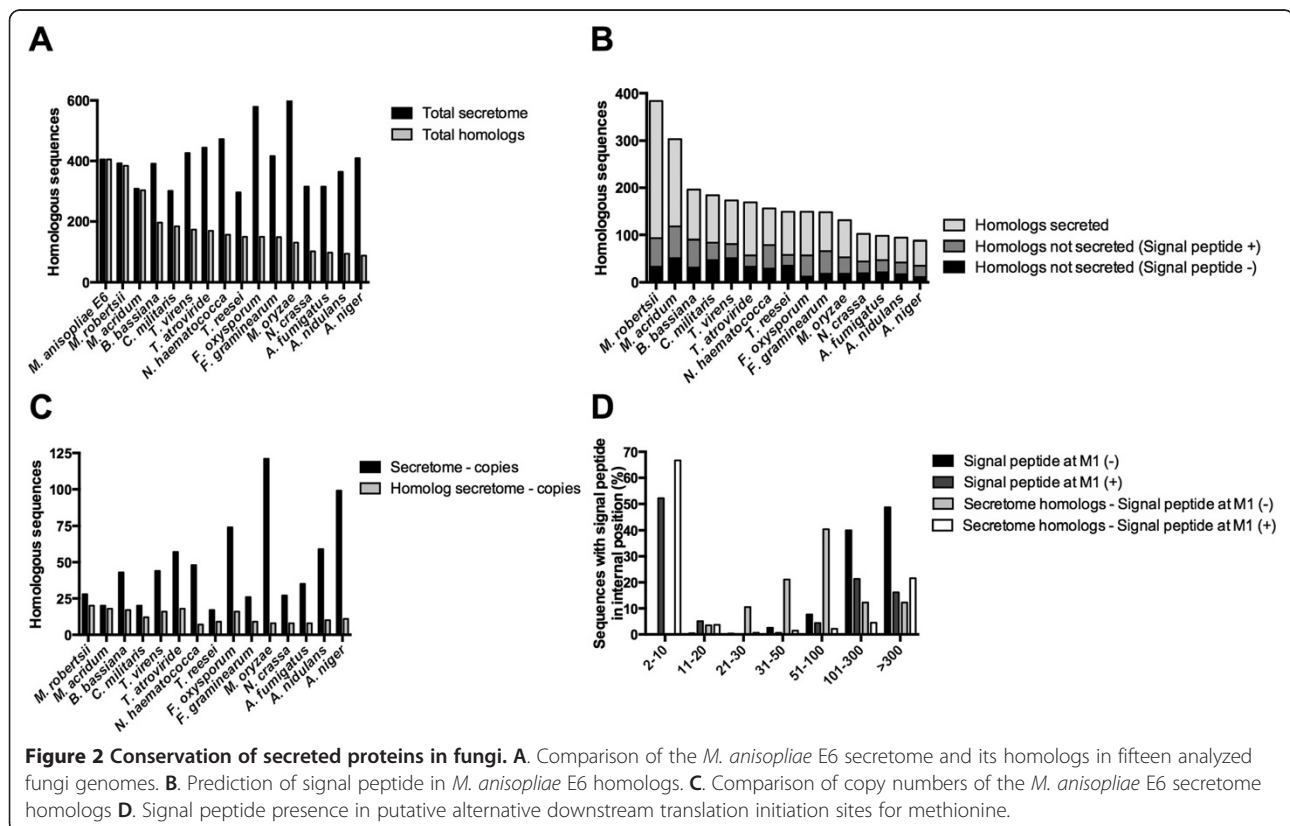 A
600
400
200
0
Homologous sequences
Total secretome
Total homologs
M. anisopliae E6
M. robertsii
M. acridum
B. bassiana
C. militaris
T. virens
T. atroviride
N. haematococca
T. reesei
F. oxysporum
F. graminearum
M. oryzae
N. crassa
A. fumigatus
A. nidulans
A. niger
B
400
300
200
100
0
Homologous sequences
Homologs secreted
Homologs not secreted (Signal peptide +)
Homologs not secreted (Signal peptide -)
M. robertsii
M. acridum
B. bassiana
C. militaris
T. virens
T. atroviride
N. haematococca
T. reesei
F. oxysporum
F. graminearum
M. oryzae
N. crassa
A. fumigatus
A. nidulans
A. niger
C
125
100
75
50
25
0
Homologous sequences
Secretome - copies
Homolog secretome - copies
M. robertsii
M. acridum
B. bassiana
C. militaris
T. virens
T. atroviride
N. haematococca
T. reesei
F. oxysporum
F. graminearum
M. oryzae
N. crassa
A. fumigatus
A. nidulans
A. niger
D
70
60
50
40
30
20
10
0
Sequences with signal peptide
in internal position (%)
Signal peptide at M1 (-)
Signal peptide at M1 (+)
Secretome homologs - Signal peptide at M1 (-)
Secretome homologs - Signal peptide at M1 (+)
2-10
11-20
21-30
31-50
51-100
101-300
>300
Figure 2 Conservation of secreted proteins in fungi. A. Comparison of the M. anisopliae E6 secretome and its homologs in fifteen analyzed
fungi genomes. B. Prediction of signal peptide in M. anisopliae E6 homologs. C. Comparison of copy numbers of the M. anisopliae E6 secretome
homologs D. Signal peptide presence in putative alternative downstream translation initiation sites for methionine.